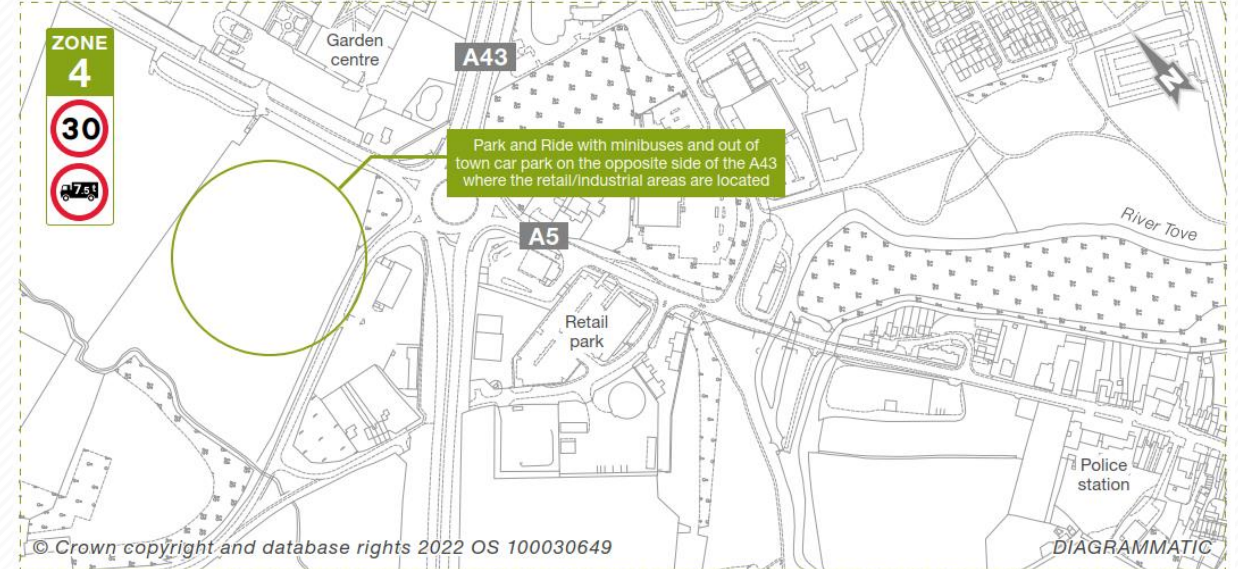 ZONE
4
30
7.5t
Garden
centre
A43
N
Park and Ride with minibuses and out of
town car park on the opposite side of the A43
where the retail/industrial areas are located
A5
River Tove
Retail
park
Police
station
© Crown copyright and database rights 2022 OS 100030649
DIAGRAMMATIC